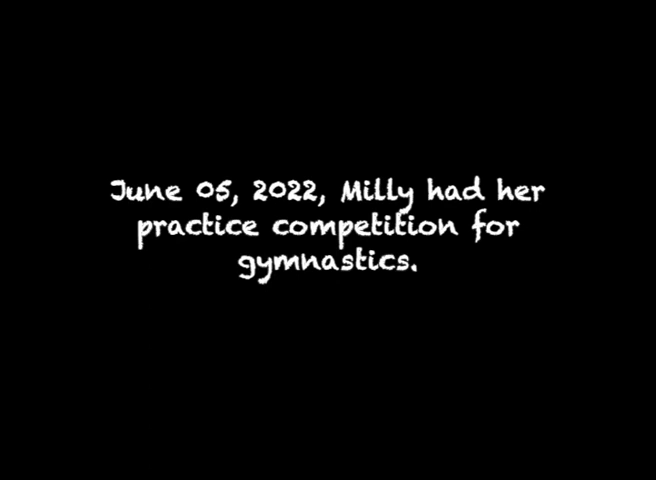 June 05, 2022, Milly had her
practice competition for
gymnastics.